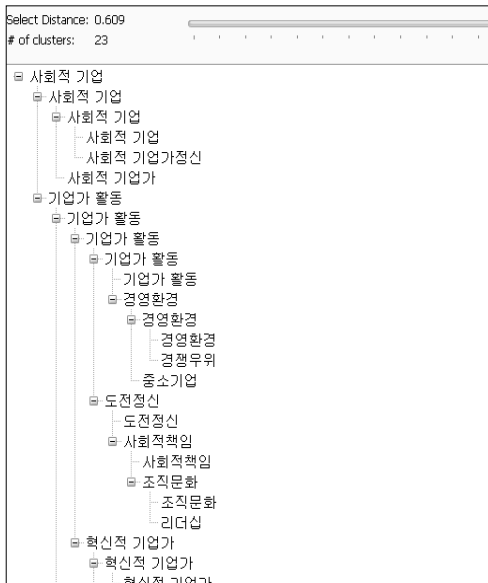 Select Distance: 0.609
# of clusters: 23
사회적 기업
사회적 기업
사회적 기업
사회적 기업
사회적 기업가정신
사회적 기업가
기업가 활동
기업가 활동
기업가 활동
기업가 활동
기업가 활동
경영환경
경영환경
경영환경
경쟁우위
중소기업
도전정신
도전정신
사회적책임
사회적책임
조직문화
조직문화
리더십
혁신적 기업가
혁신적 기업가
혁신적 기업가